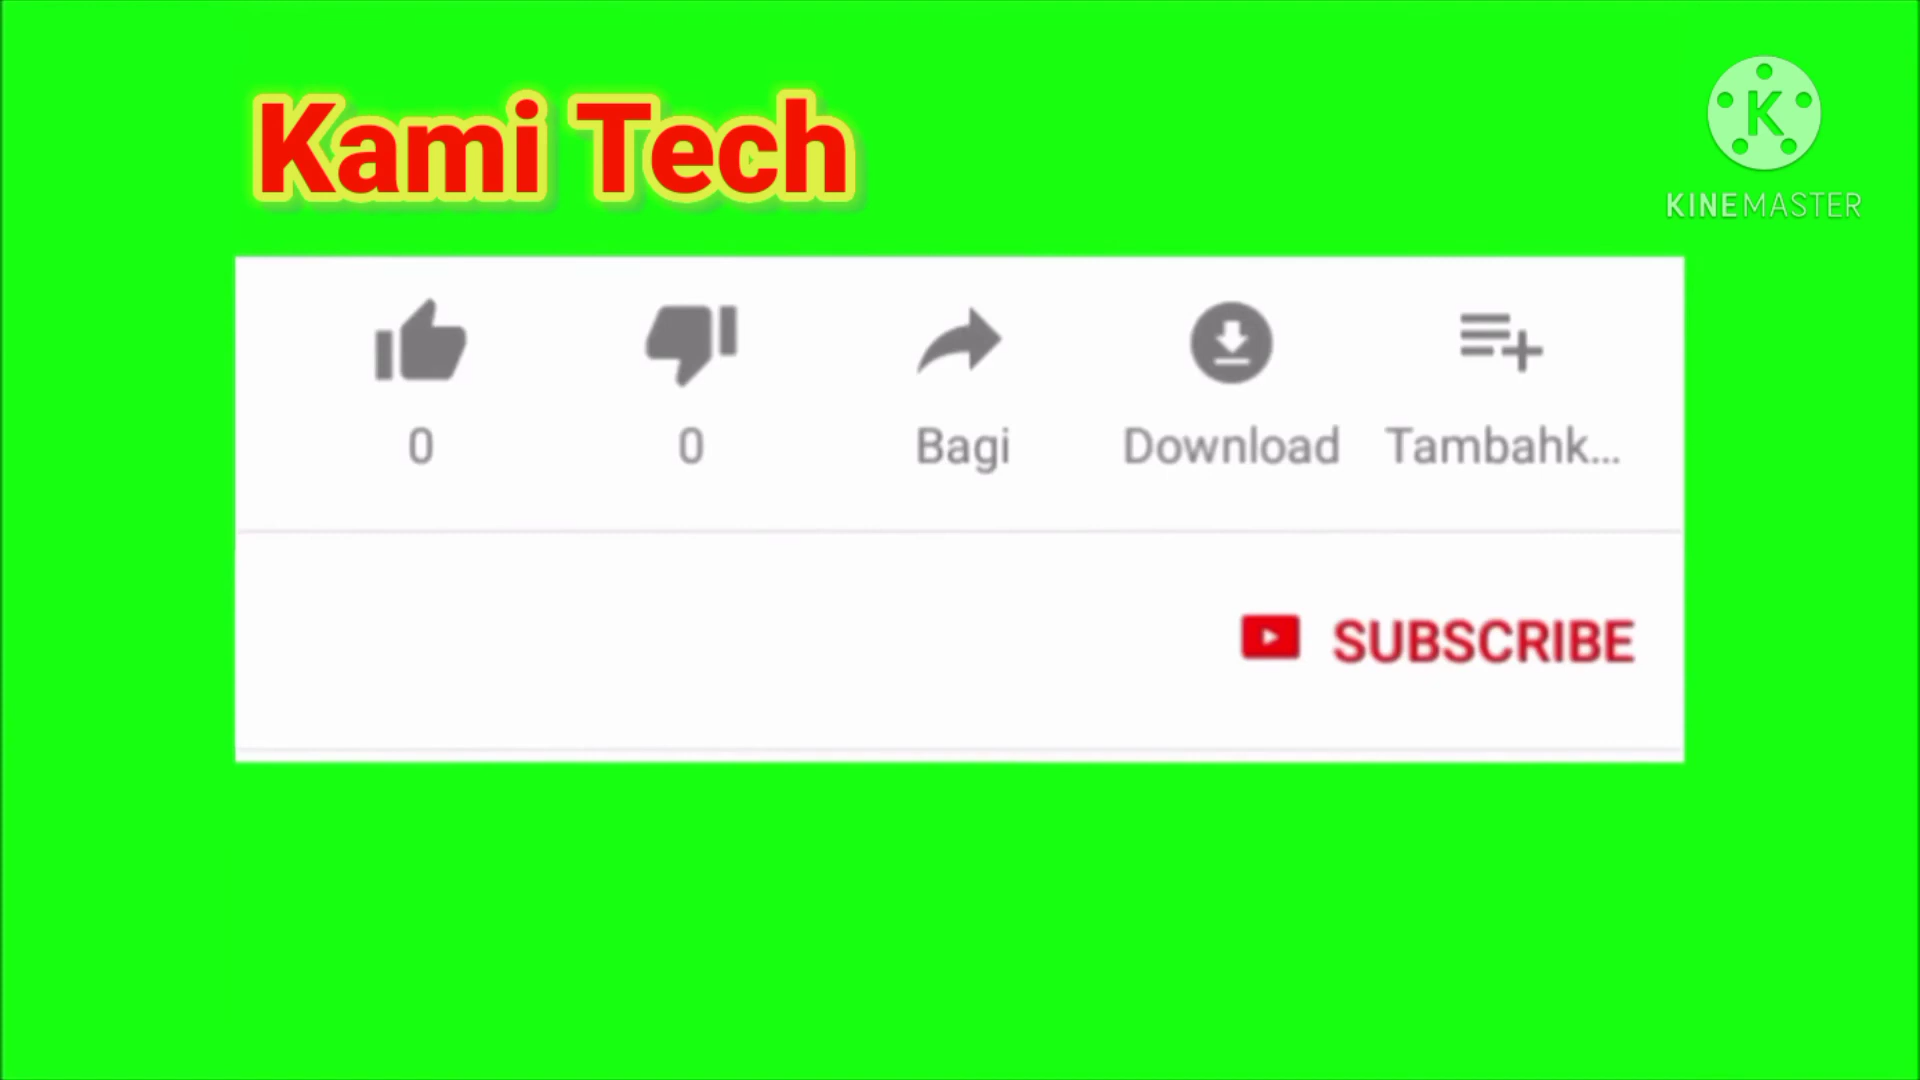 Kami Tech
K
KINEMASTER
0 0 Bagi Download Tambahk...
SUBSCRIBE